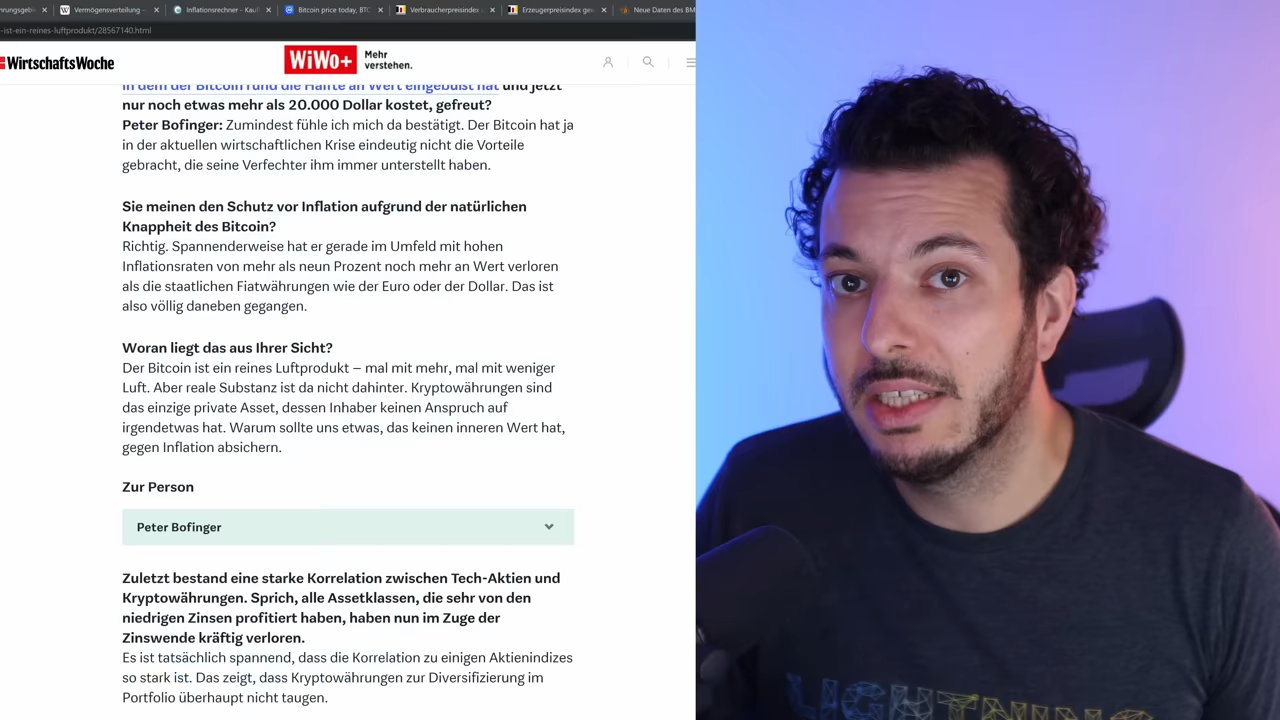 hrungsgebi
Vermögensverteilung –
Inflationsrechner - Kauf
Bitcoin price today, BTC
Verbraucherpreisindex u
Erzeugerpreisindex gew
Neue Daten des BM
-ist-ein-reines-luftprodukt/28567140.html
WirtschaftsWoche
WiWo+
Mehr
verstehen.
in dem der Bitcoin rund die Hälfte an Wert eingebüßt hat und jetzt
nur noch etwas mehr als 20.000 Dollar kostet, gefreut?
Peter Bofinger: Zumindest fühle ich mich da bestätigt. Der Bitcoin hat ja
in der aktuellen wirtschaftlichen Krise eindeutig nicht die Vorteile
gebracht, die seine Verfechter ihm immer unterstellt haben.
Sie meinen den Schutz vor Inflation aufgrund der natürlichen
Knappheit des Bitcoin?
Richtig. Spannenderweise hat er gerade im Umfeld mit hohen
Inflationsraten von mehr als neun Prozent noch mehr an Wert verloren
als die staatlichen Fiatwährungen wie der Euro oder der Dollar. Das ist
also völlig daneben gegangen.
Woran liegt das aus Ihrer Sicht?
Der Bitcoin ist ein reines Luftprodukt – mal mit mehr, mal mit weniger
Luft. Aber reale Substanz ist da nicht dahinter. Kryptowährungen sind
das einzige private Asset, dessen Inhaber keinen Anspruch auf
irgendetwas hat. Warum sollte uns etwas, das keinen inneren Wert hat,
gegen Inflation absichern.
Zur Person
Peter Bofinger
Zuletzt bestand eine starke Korrelation zwischen Tech-Aktien und
Kryptowährungen. Sprich, alle Assetklassen, die sehr von den
niedrigen Zinsen profitiert haben, haben nun im Zuge der
Zinswende kräftig verloren.
Es ist tatsächlich spannend, dass die Korrelation zu einigen Aktienindizes
so stark ist. Das zeigt, dass Kryptowährungen zur Diversifizierung im
Portfolio überhaupt nicht taugen.
LIGHTNING